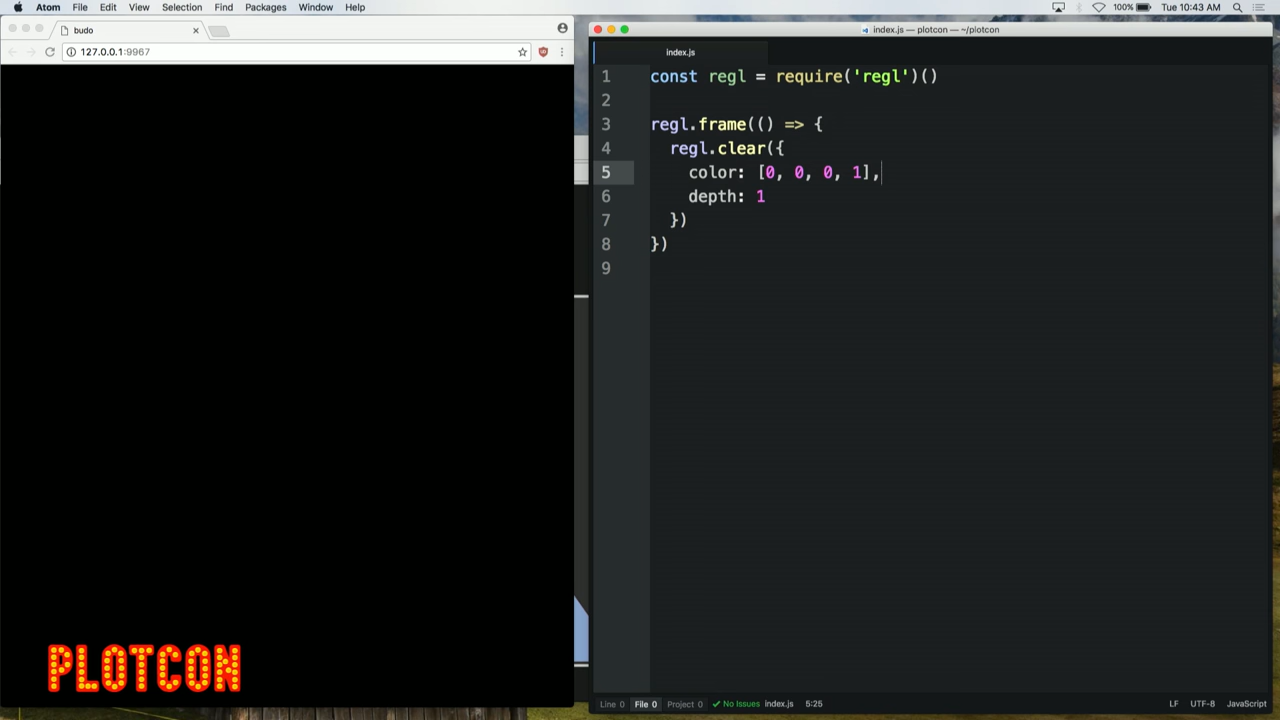 Atom File Edit View Selection Find Packages Window Help 100% Tue 10:43 AM
budo
127.0.0.1:9967
index.js — plotcon — ~/plotcon
index.js
1 const regl = require('regl')()
2
3 regl.frame(() => {
4 regl.clear({
5 color: [0, 0, 0, 1],
6 depth: 1
7 })
8 })
9
PLOTCON
Line 0 File 0 Project 0 No Issues index.js 5:25 LF UTF-8 JavaScript